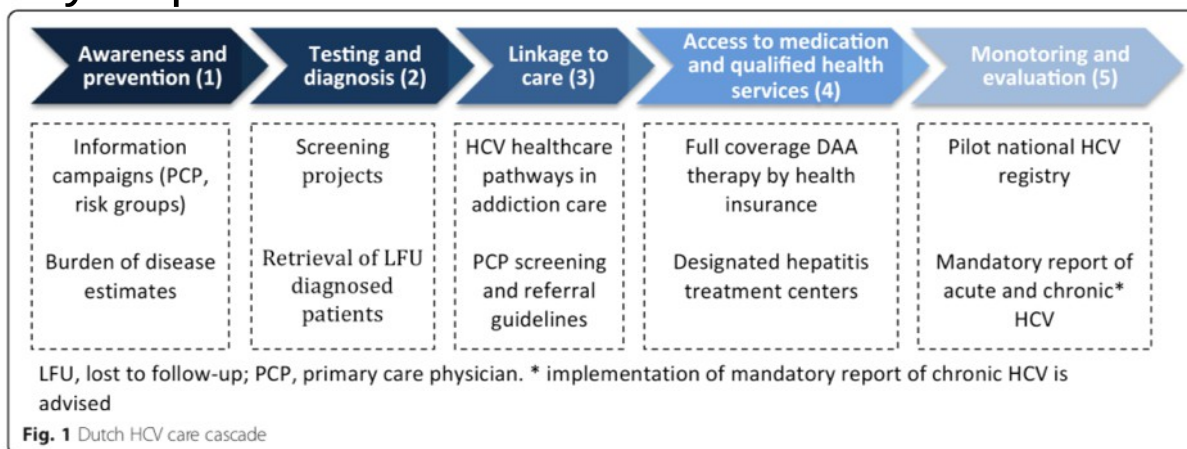 Awareness and
prevention (1)
Testing and
diagnosis (2)
Linkage to
care (3)
Access to medication
and qualified health
services (4)
Monotoring and
evaluation (5)
Information
campaigns (PCP,
risk groups)
Burden of disease
estimates
Screening
projects
Retrieval of LFU
diagnosed
patients
HCV healthcare
pathways in
addiction care
PCP screening
and referral
guidelines
Full coverage DAA
therapy by health
insurance
Designated hepatitis
treatment centers
Pilot national HCV
registry
Mandatory report of
acute and chronic*
HCV
LFU, lost to follow-up; PCP, primary care physician. * implementation of mandatory report of chronic HCV is
advised
Fig. 1 Dutch HCV care cascade